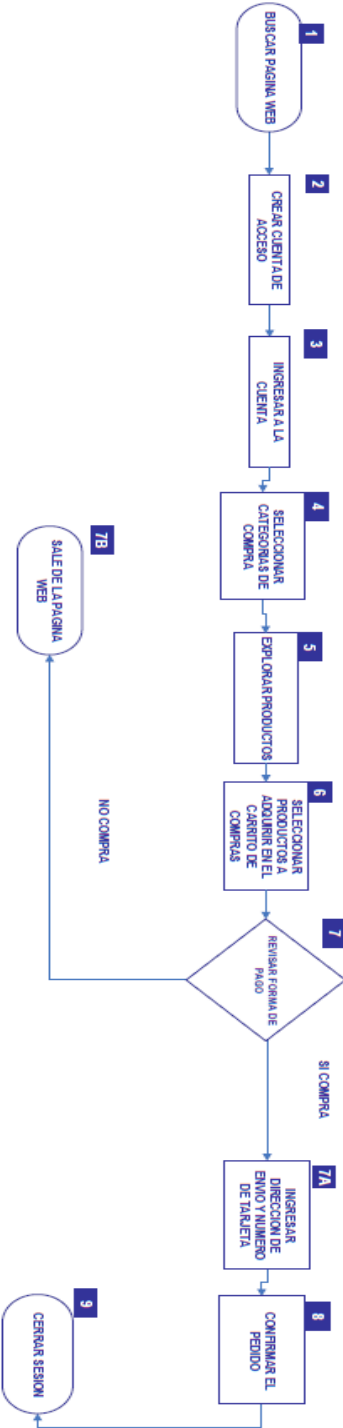 1
BUSCAR PAGINA WEB
2
CREAR CUENTA DE
ACCESO
3
INGRESAR A LA
CUENTA
4
SELECCIONAR
CATEGORIAS DE
COMPRA
5
EXPLORAR PRODUCTOS
6
SELECCIONAR
PRODUCTOS A
ADQUIRIR EN EL
CARRITO DE
COMPRAS
7
REVISAR FORMA DE
PAGO
SI COMPRA
7A
INGRESAR
DIRECCION DE
ENVIO Y NUMERO
DE TARJETA
8
CONFIRMAR EL
PEDIDO
NO COMPRA
7B
SALE DE LA PAGINA
WEB
9
CERRAR SESION